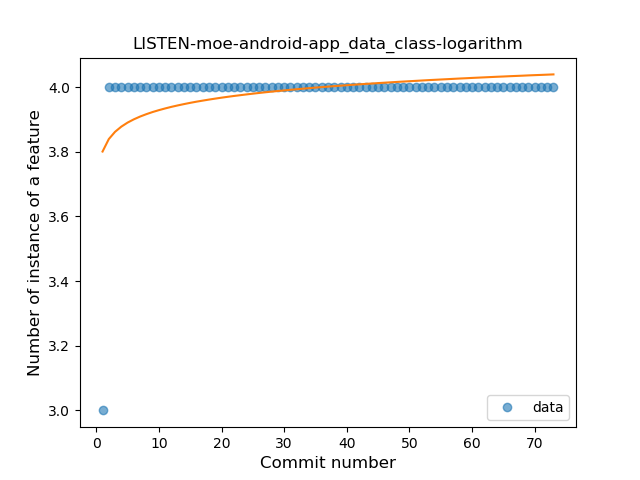 LISTEN-moe-android-app_data_class-logarithm
Number of instance of a feature
4.0
3.8
3.6
3.4
3.2
3.0
data
0 10 20 30 40 50 60 70
Commit number